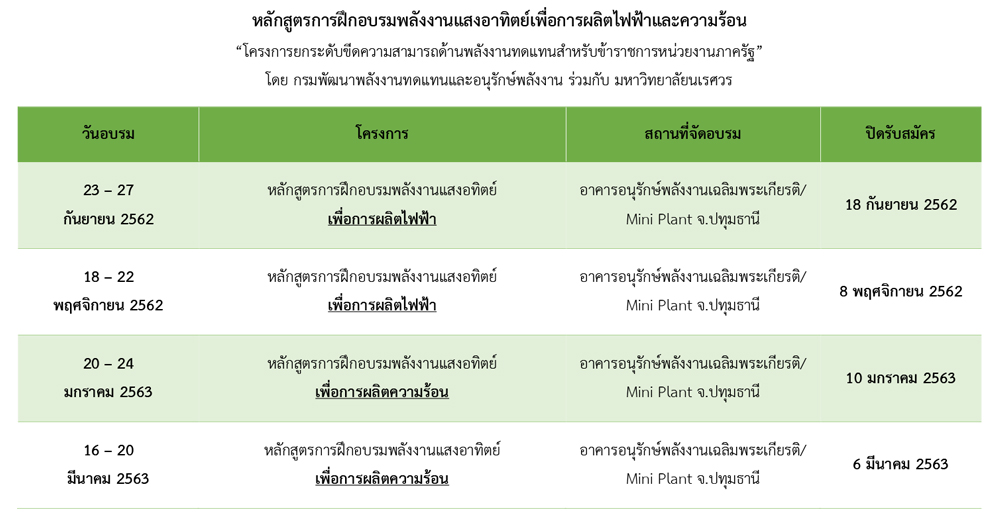 หลักสูตรการฝึกอบรมพลังงานแสงอาทิตย์เพื่อการผลิตไฟฟ้าและความร้อน
“โครงการยกระดับขีดความสามารถด้านพลังงานทดแทนสำหรับข้าราชการหน่วยงานภาครัฐ”
โดย กรมพัฒนาพลังงานทดแทนและอนุรักษ์พลังงาน ร่วมกับ มหาวิทยาลัยนเรศวร
วันอบรม โครงการ สถานที่จัดอบรม ปิดรับสมัคร
23 – 27 หลักสูตรการฝึกอบรมพลังงานแสงอทิตย์ อาคารอนุรักษ์พลังงานเฉลิมพระเกียรติ/
กันยายน 2562 เพื่อการผลิตไฟฟ้า Mini Plant จ.ปทุมธานี
18 กันยายน 2562
18 – 22 หลักสูตรการฝึกอบรมพลังงานแสงอทิตย์ อาคารอนุรักษ์พลังงานเฉลิมพระเกียรติ/
พฤศจิกายน 2562 เพื่อการผลิตไฟฟ้า Mini Plant จ.ปทุมธานี
8 พฤศจิกายน 2562
20 – 24 หลักสูตรการฝึกอบรมพลังงานแสงอทิตย์ อาคารอนุรักษ์พลังงานเฉลิมพระเกียรติ/
มกราคม 2563 เพื่อการผลิตความร้อน Mini Plant จ.ปทุมธานี
10 มกราคม 2563
16 – 20 หลักสูตรการฝึกอบรมพลังงานแสงอาทิตย์ อาคารอนุรักษ์พลังงานเฉลิมพระเกียรติ/
มีนาคม 2563 เพื่อการผลิตความร้อน Mini Plant จ.ปทุมธานี
6 มีนาคม 2563